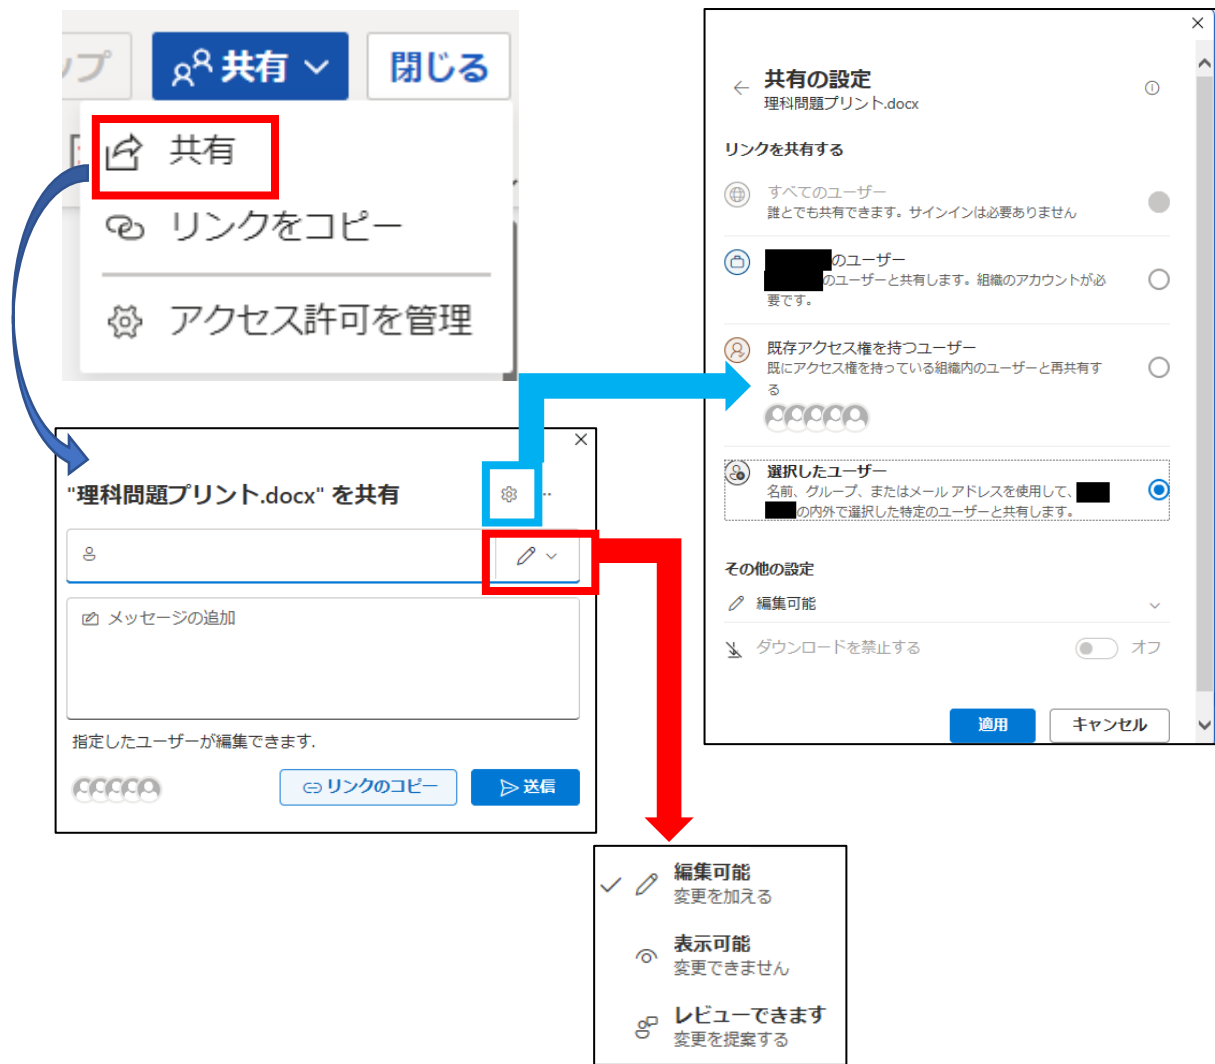 ップ
共有
閉じる
共有
リンクをコピー
アクセス許可を管理
"理科問題プリント.docx" を共有
メッセージの追加
指定したユーザーが編集できます.
リンクのコピー
送信
共有の設定
理科問題プリント.docx
リンクを共有する
すべてのユーザー
誰とでも共有できます。サインインは必要ありません
のユーザー
のユーザーと共有します。組織のアカウントが必
要です。
既存アクセス権を持つユーザー
既にアクセス権を持っている組織内のユーザーと再共有す
る
選択したユーザー
名前、グループ、またはメール アドレスを使用して、
の内外で選択した特定のユーザーと共有します。
その他の設定
編集可能
ダウンロードを禁止する
オフ
適用
キャンセル
編集可能
変更を加える
表示可能
変更できません
レビューできます
変更を提案する